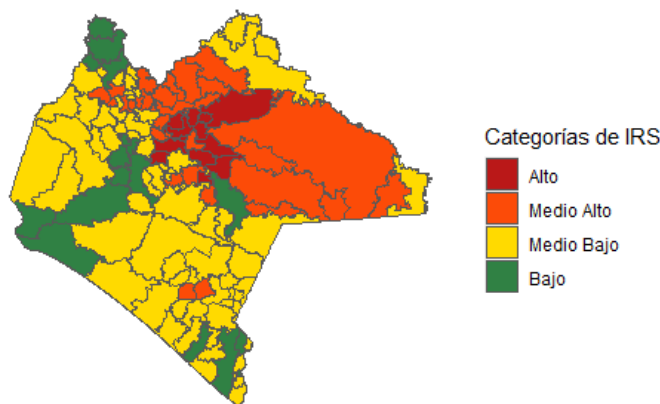 Categorías de IRS
Alto
Medio Alto
Medio Bajo
Bajo